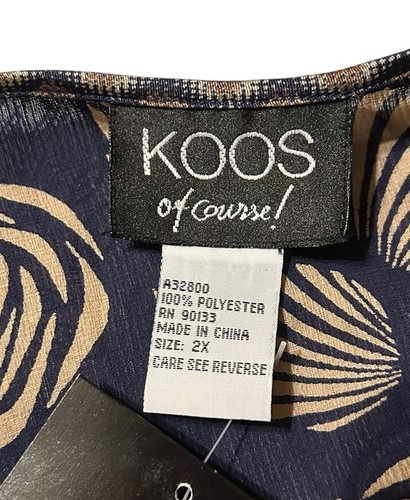 KOOS
of course!
A32800
100% POLYESTER
RN 90133
MADE IN CHINA
SIZE: 2X
CARE SEE REVERSE